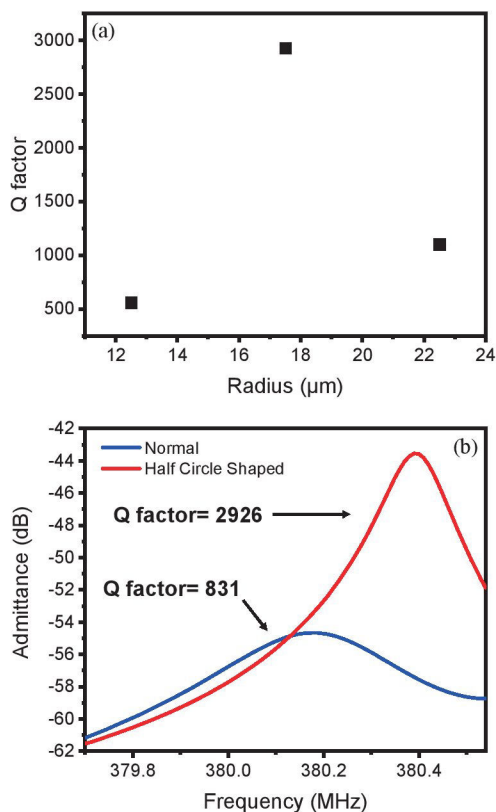 (a)
3000
2500
2000
1500
1000
500
Q factor
12 14 16 18 20 22 24
Radius (µm)
-42
-44
-46
-48
-50
-52
-54
-56
-58
-60
-62
Admittance (dB)
Normal
Half Circle Shaped
(b)
Q factor= 2926
Q factor= 831
379.8 380.0 380.2 380.4
Frequency (MHz)